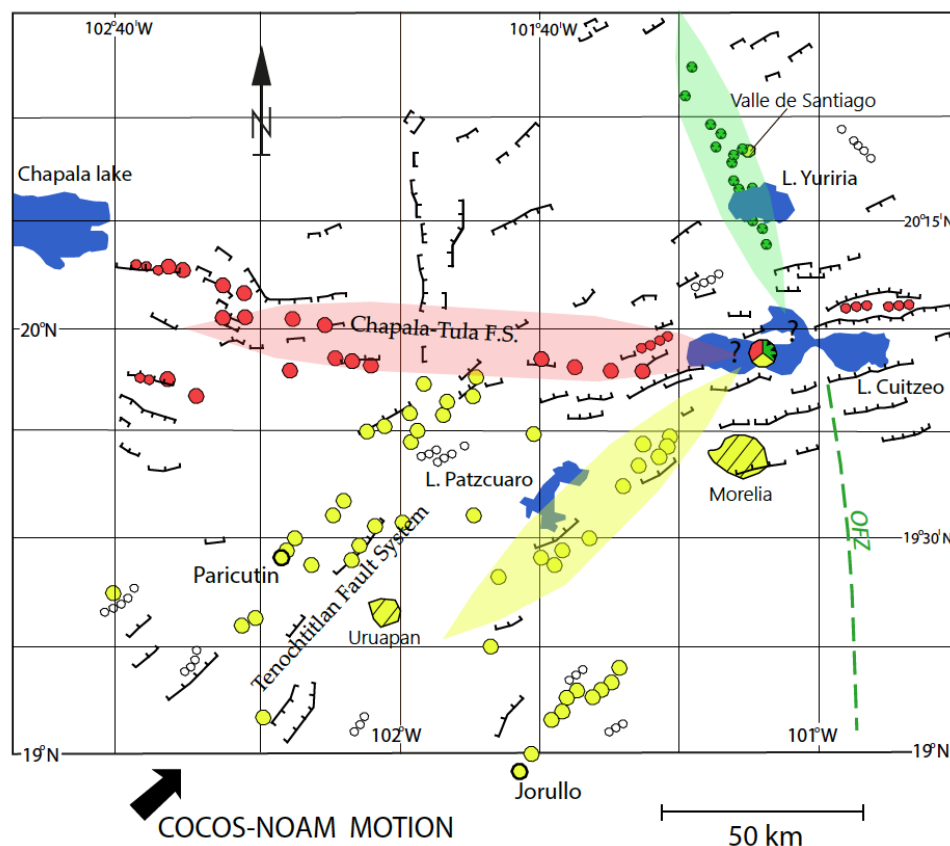 102°40'W
101°40'W
N
Valle de Santiago
Chapala lake
L. Yuriria
20°15'N
20°N
Chapala-Tula F.S.
?
?
L. Cuitzeo
L. Patzcuaro
Morelia
OFZ
19°30'N
Paricutin
Tenochtitlan Fault System
Uruapan
102°W
101°W
19°N
19°N
Jorullo
COCOS-NOAM MOTION
50 km